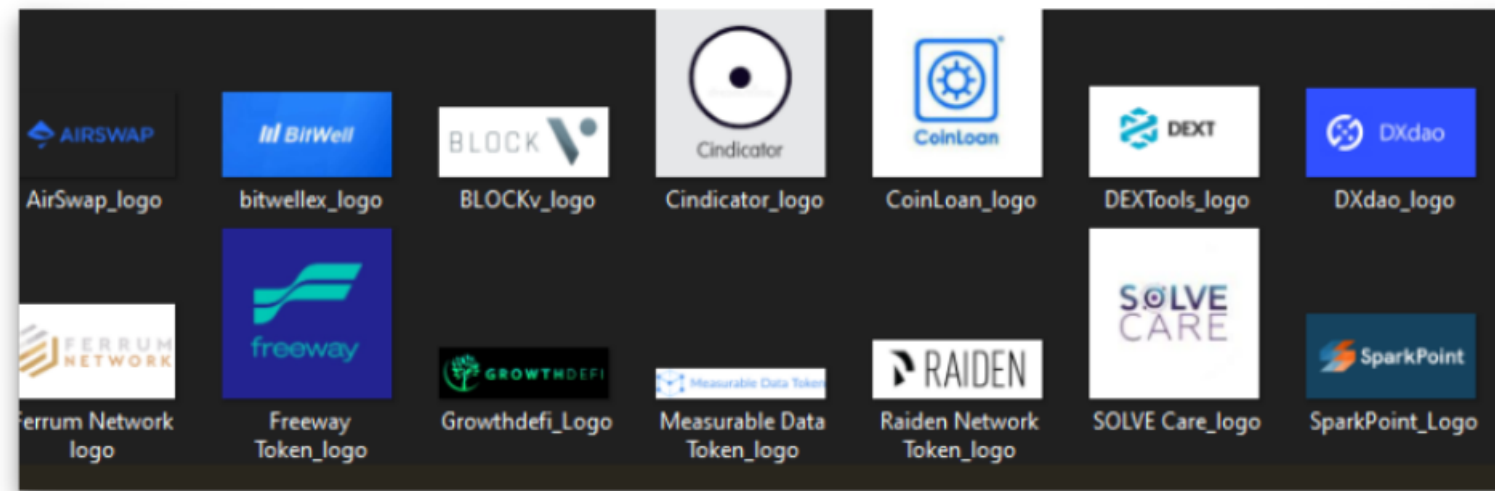 AIRSWAP
BitWell
BLOCK V
Cindicator
CoinLoan
DEXT
DXdao
AirSwap_logo
bitwellex_logo
BLOCKv_logo
Cindicator_logo
CoinLoan_logo
DEXTools_logo
DXdao_logo
FERRUM
NETWORK
freeway
GROWTHDEFI
Measurable Data Token
RAIDEN
SOLVE
CARE
SparkPoint
Ferrum Network
logo
Freeway
Token_logo
Growthdefi_Logo
Measurable Data
Token_logo
Raiden Network
Token_logo
SOLVE Care_logo
SparkPoint_Logo